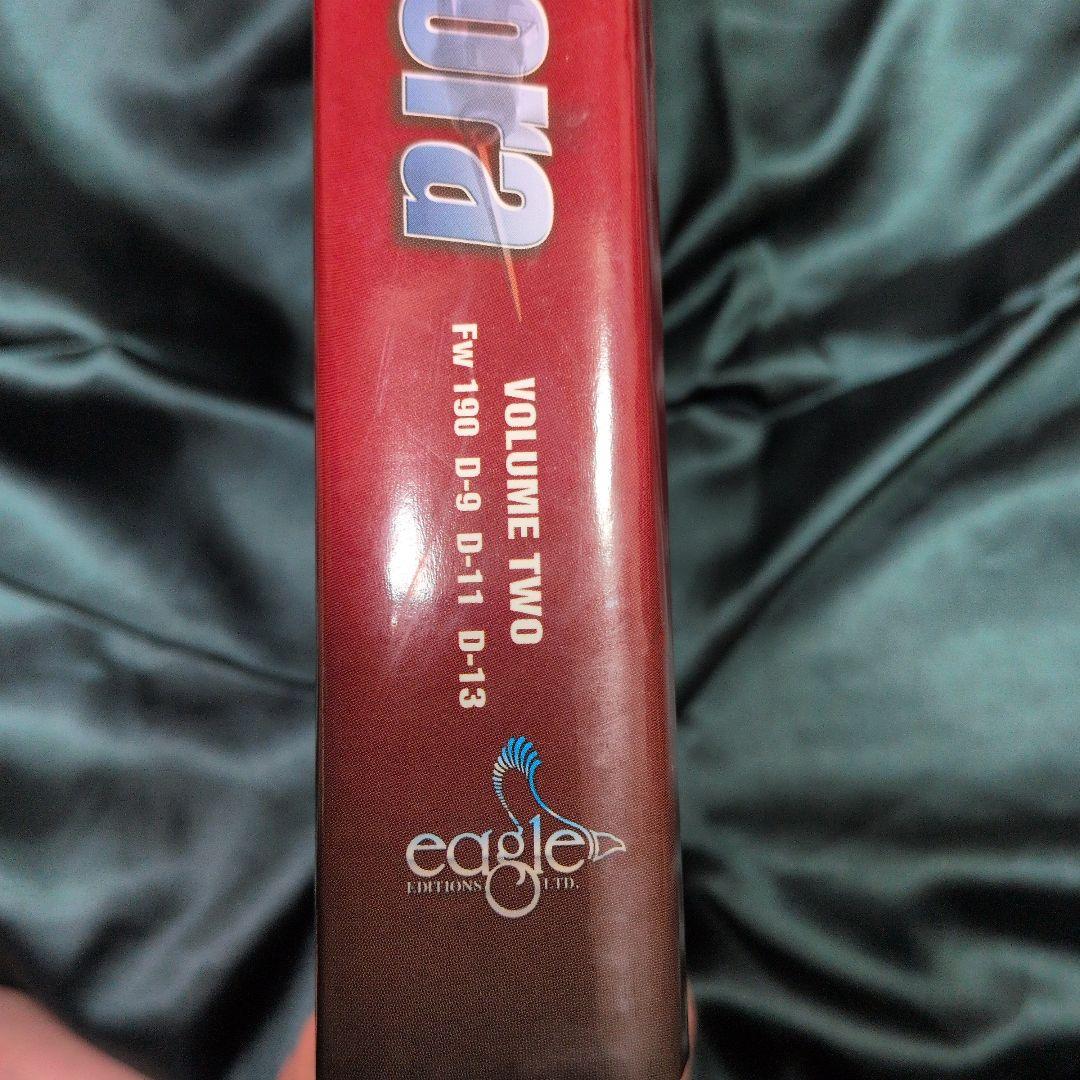 ora
VOLUME TWO
Fw 190 D-9 D-11 D-13
eagle
EDITIONS LTD.